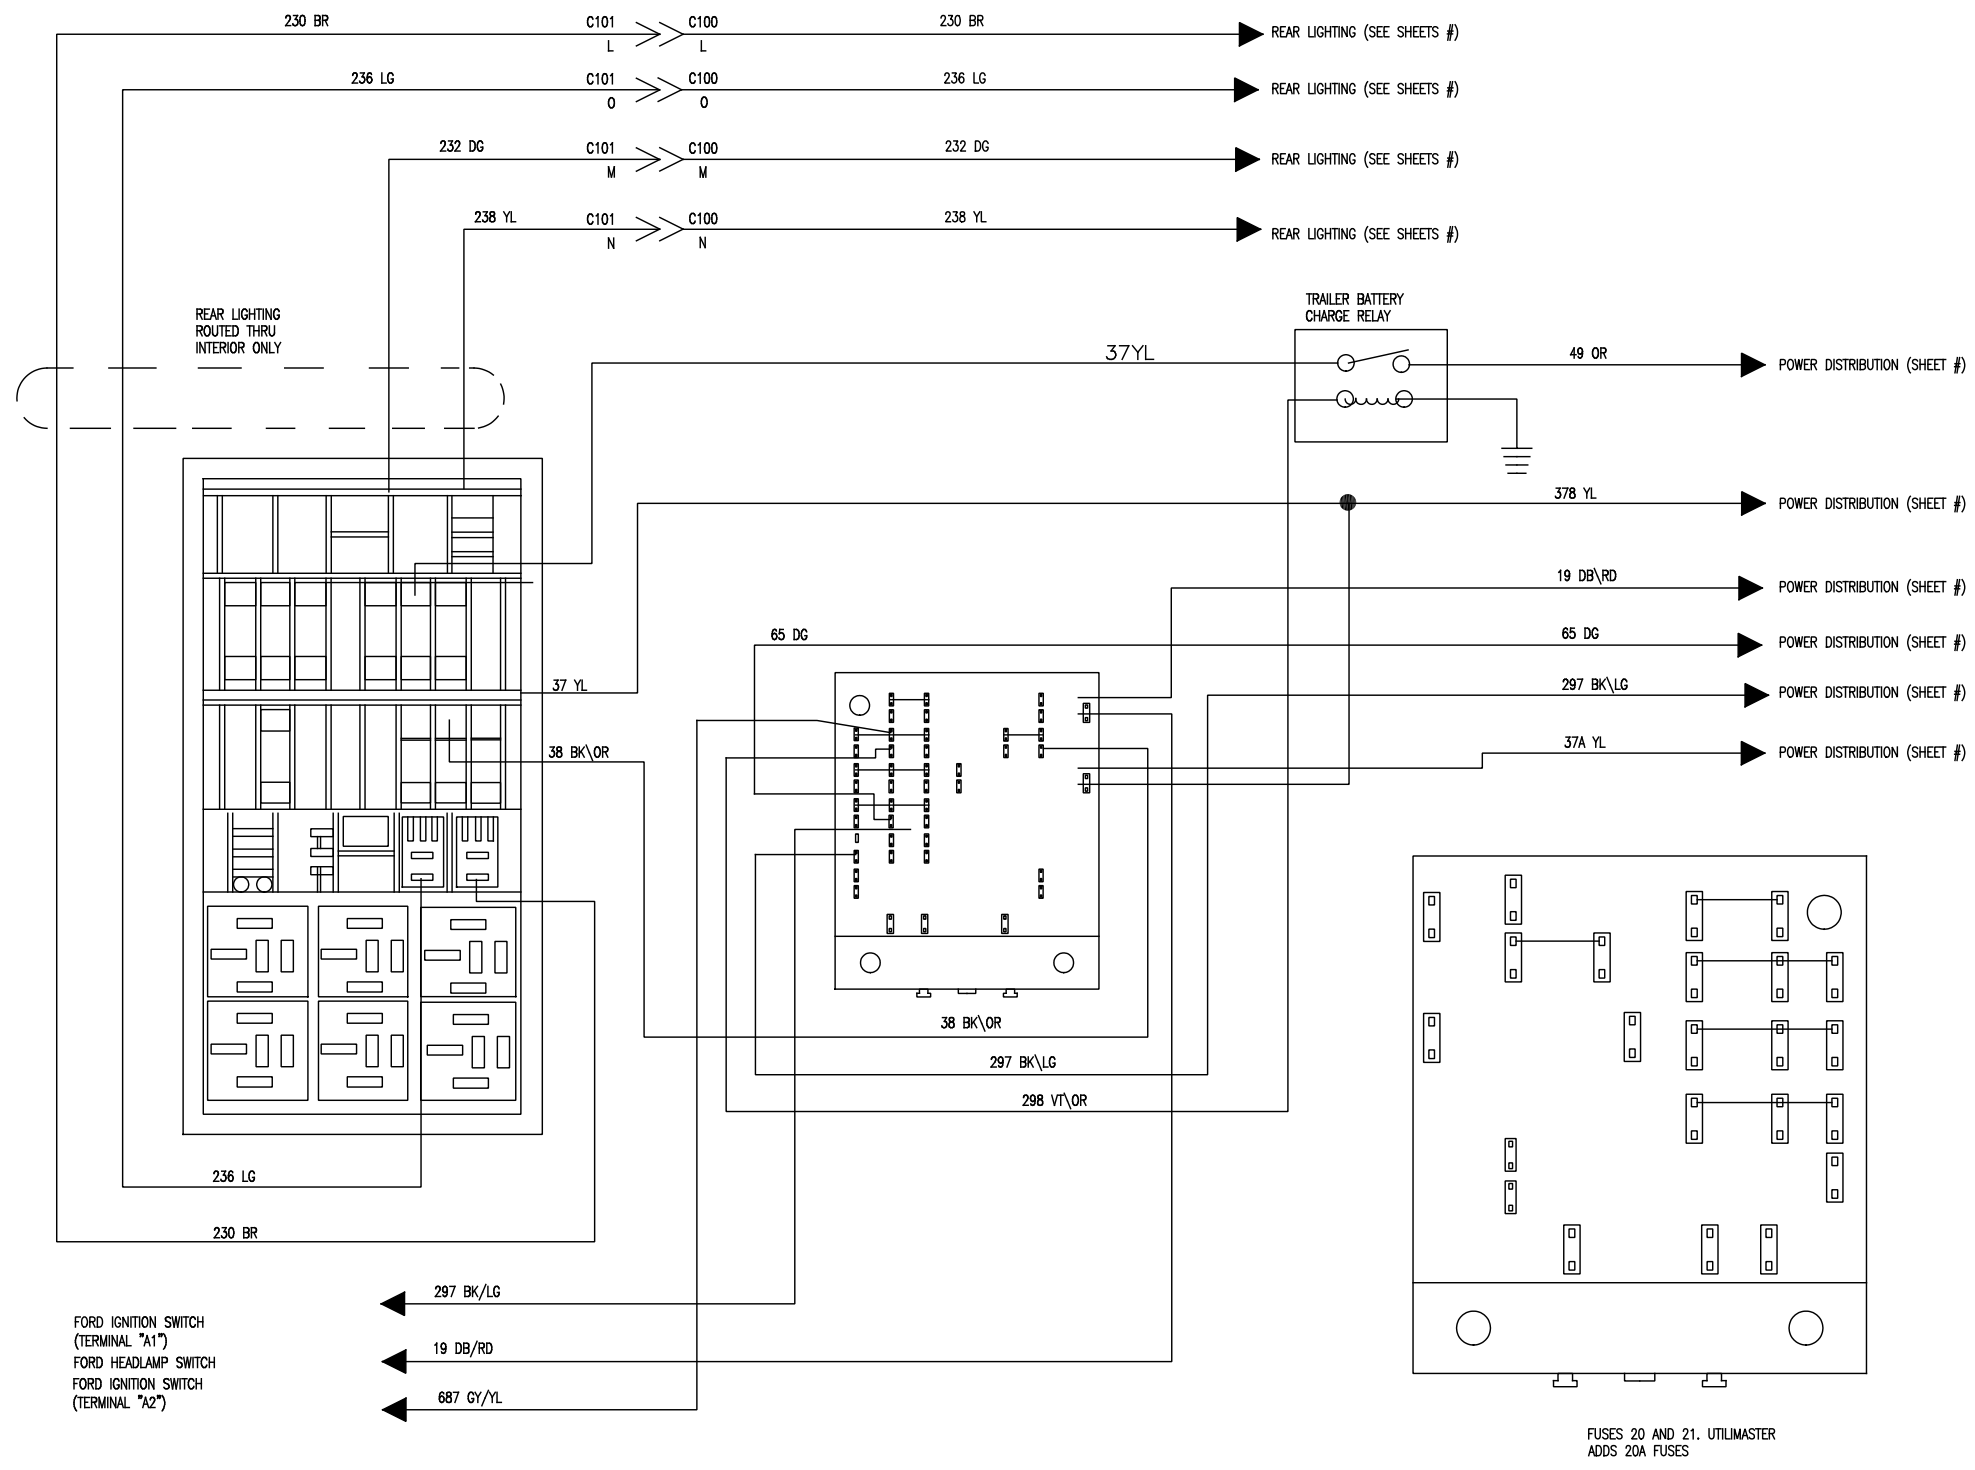 230 BR
C101
C100
230 BR
REAR LIGHTING (SEE SHEETS #)
L
L
236 LG
C101
C100
236 LG
REAR LIGHTING (SEE SHEETS #)
O
O
232 DG
C101
C100
232 DG
REAR LIGHTING (SEE SHEETS #)
M
M
238 YL
C101
C100
238 YL
REAR LIGHTING (SEE SHEETS #)
N
N
REAR LIGHTING
ROUTED THRU
INTERIOR ONLY
TRAILER BATTERY
CHARGE RELAY
37YL
49 OR
POWER DISTRIBUTION (SHEET #)
378 YL
POWER DISTRIBUTION (SHEET #)
19 DB\RD
POWER DISTRIBUTION (SHEET #)
65 DG
65 DG
POWER DISTRIBUTION (SHEET #)
37 YL
297 BK\LG
POWER DISTRIBUTION (SHEET #)
38 BK\OR
37A YL
POWER DISTRIBUTION (SHEET #)
38 BK\OR
297 BK\LG
298 VT\OR
236 LG
230 BR
297 BK/LG
FORD IGNITION SWITCH
(TERMINAL "A1")
19 DB/RD
FORD HEADLAMP SWITCH
FORD IGNITION SWITCH
(TERMINAL "A2")
687 GY/YL
FUSES 20 AND 21. UTILIMASTER
ADDS 20A FUSES